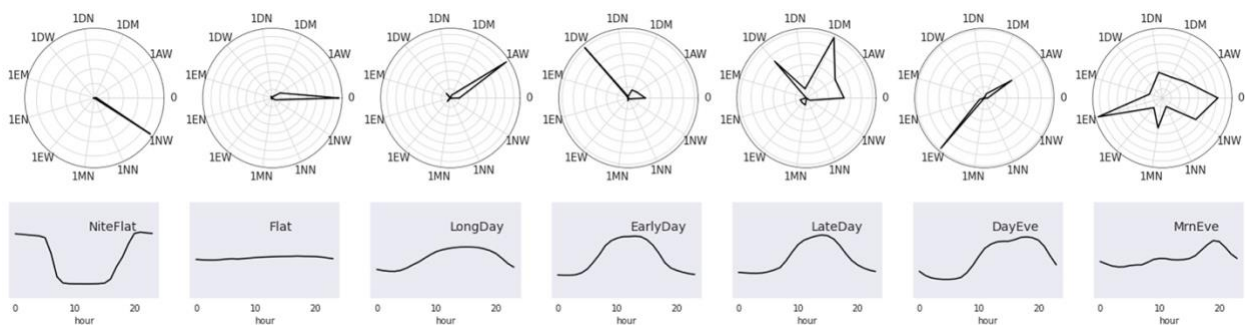 1DN 1DM 1AW 0 1NW 1NN 1MN 1EW 1EN 1EM 1DW
1DN 1DM 1AW 0 1NW 1NN 1MN 1EW 1EN 1EM 1DW
1DN 1DM 1AW 0 1NW 1NN 1MN 1EW 1EN 1EM 1DW
1DN 1DM 1AW 0 1NW 1NN 1MN 1EW 1EN 1EM 1DW
1DN 1DM 1AW 0 1NW 1NN 1MN 1EW 1EN 1EM 1DW
1DN 1DM 1AW 0 1NW 1NN 1MN 1EW 1EN 1EM 1DW
1DN 1DM 1AW 0 1NW 1NN 1MN 1EW 1EN 1EM 1DW
NiteFlat Flat LongDay EarlyDay LateDay DayEve MrnEve
0 10 20 0 10 20 0 10 20 0 10 20 0 10 20 0 10 20 0 10 20
hour hour hour hour hour hour hour